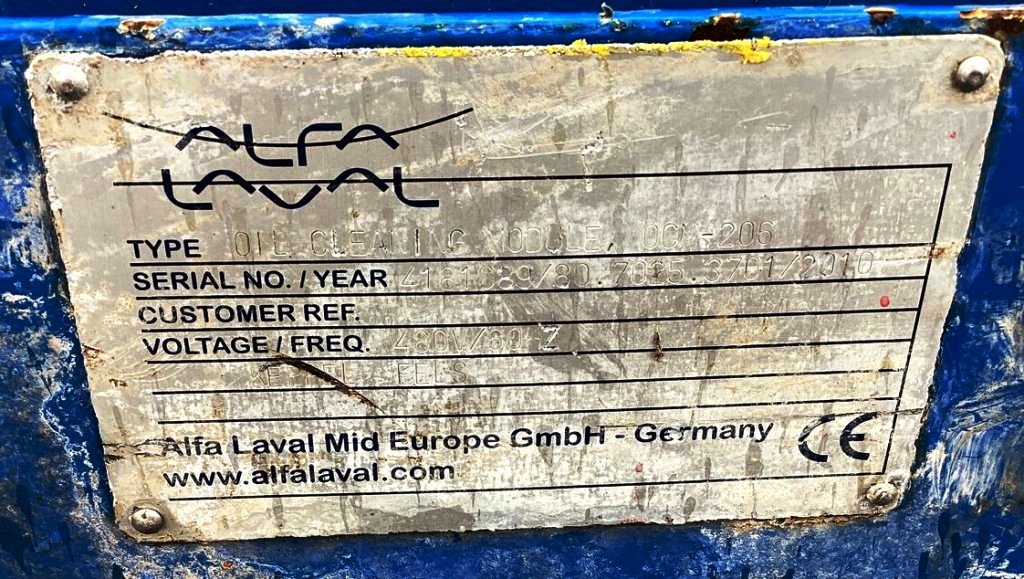 ALFA
LAVAL
TYPE OIL CLEANING MODULE, OCM-206
SERIAL NO. / YEAR
CUSTOMER REF.
VOLTAGE / FREQ. 480V/60
Alfa Laval Mid Europe GmbH - Germany
www.alfalaval.com
CE